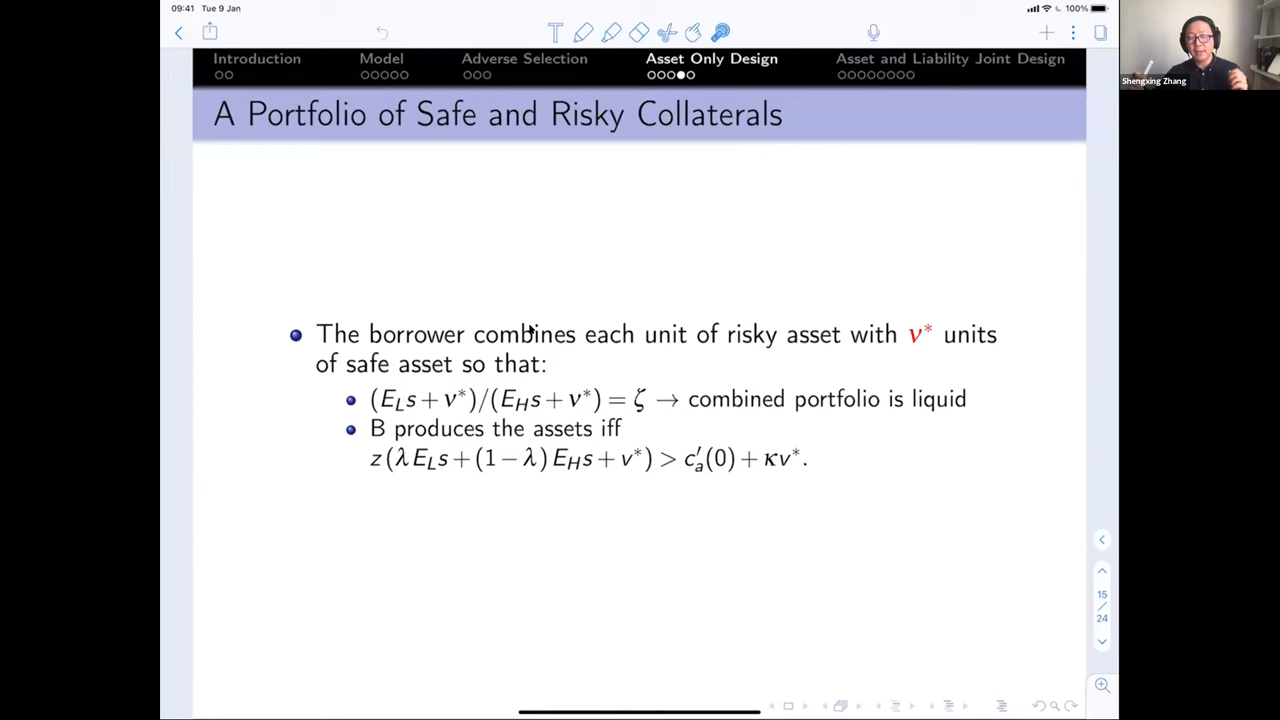 09:41 Tue 9 Jan
100%
Introduction Model Adverse Selection Asset Only Design Asset and Liability Joint Design
A Portfolio of Safe and Risky Collaterals
The borrower combines each unit of risky asset with ν* units
of safe asset so that:
(E_L s + ν*)/(E_H s + ν*) = ζ → combined portfolio is liquid
B produces the assets iff
z(λE_L s + (1 − λ)E_H s + ν*) > c′_a(0) + κν*.
15
/
24
Shengxing Zhang